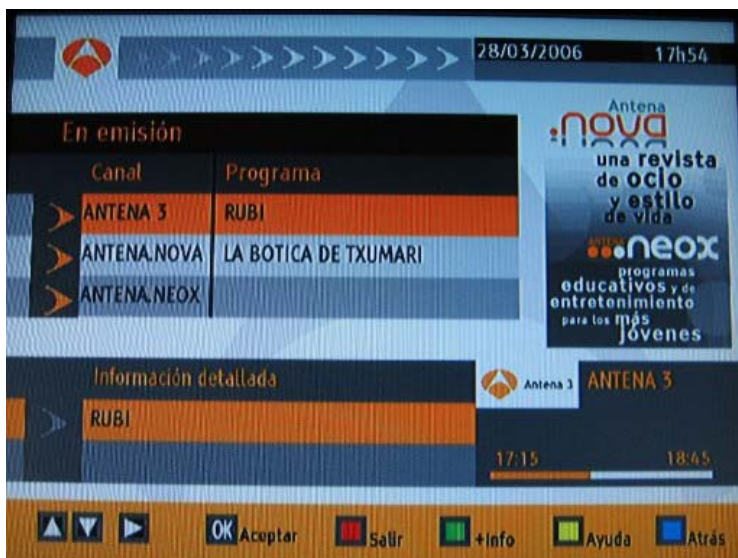 28/03/2006 17h54
En emisión
Canal Programa
ANTENA 3 RUBI
ANTENA.NOVA LA BOTICA DE TXUMARI
ANTENA.NEOX
Antena
.nova
una revista
de ocio
y estilo
de vida
ANTENA .neox
programas
educativos y de
entretenimiento
para los más
jóvenes
Información detallada
RUBI
Antena 3 ANTENA 3
17:15 18:45
OK Aceptar Salir +Info Ayuda Atrás